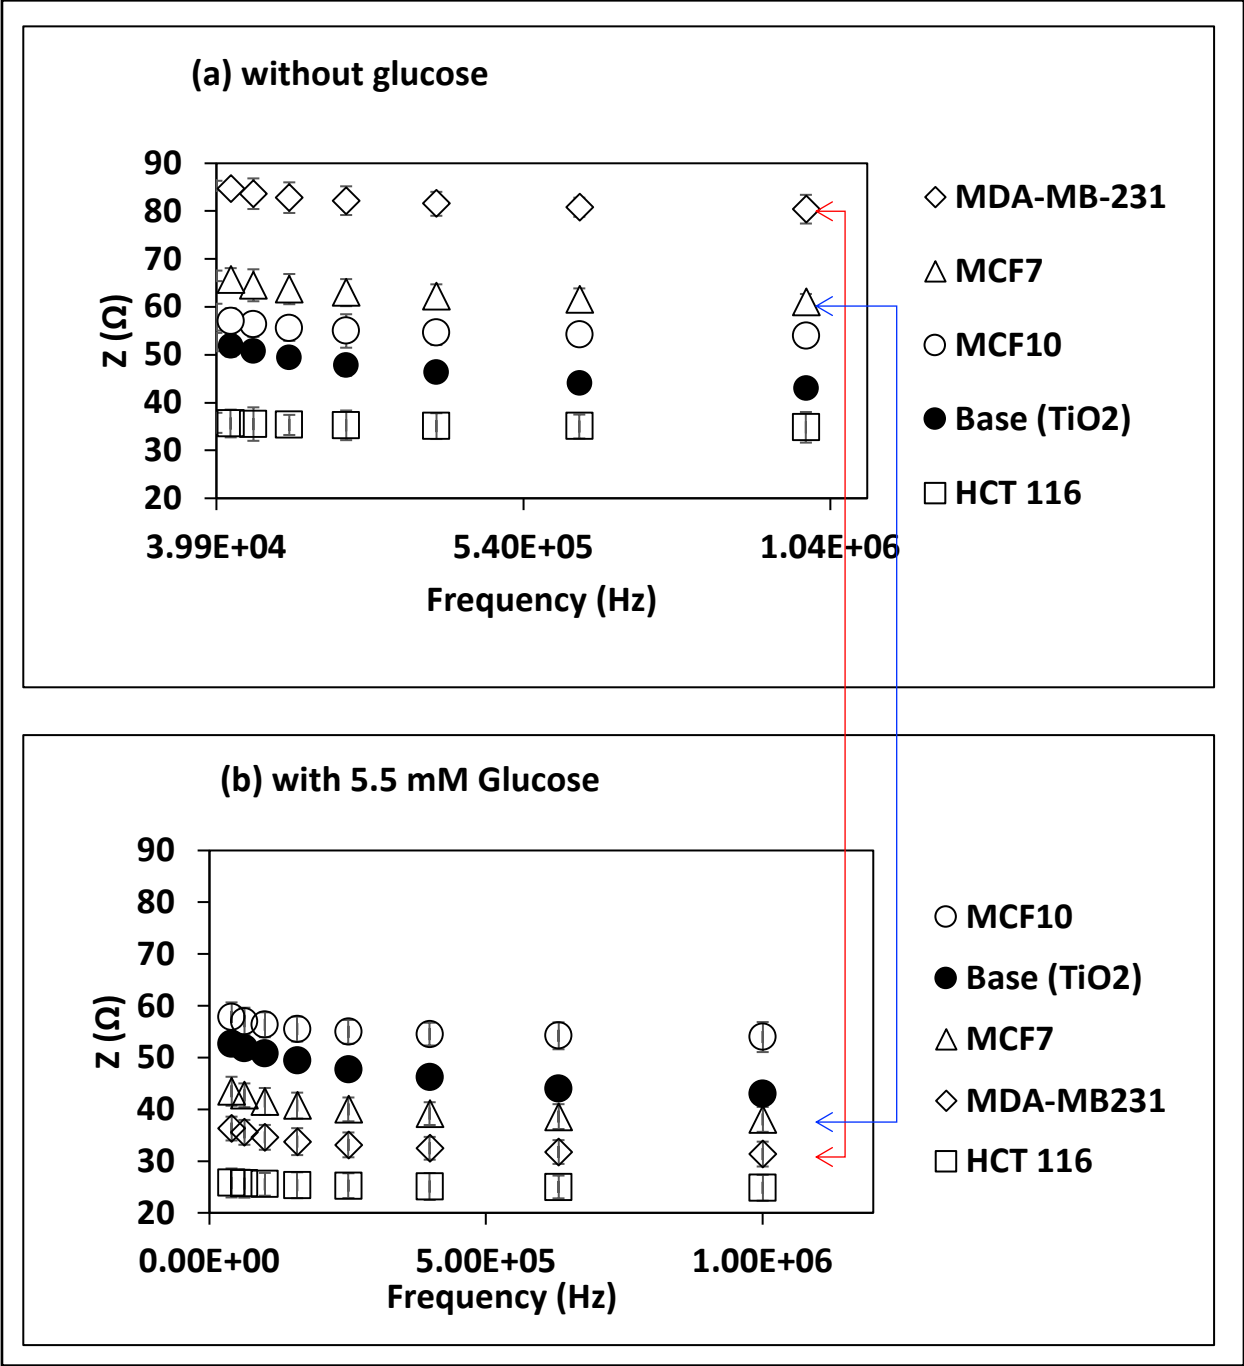 (a) without glucose
90
80
70
60
50
40
30
20
Z (Ω)
3.99E+04 5.40E+05 1.04E+06
Frequency (Hz)
MDA-MB-231
MCF7
MCF10
Base (TiO2)
HCT 116
(b) with 5.5 mM Glucose
90
80
70
60
50
40
30
20
Z (Ω)
0.00E+00 5.00E+05 1.00E+06
Frequency (Hz)
MCF10
Base (TiO2)
MCF7
MDA-MB231
HCT 116